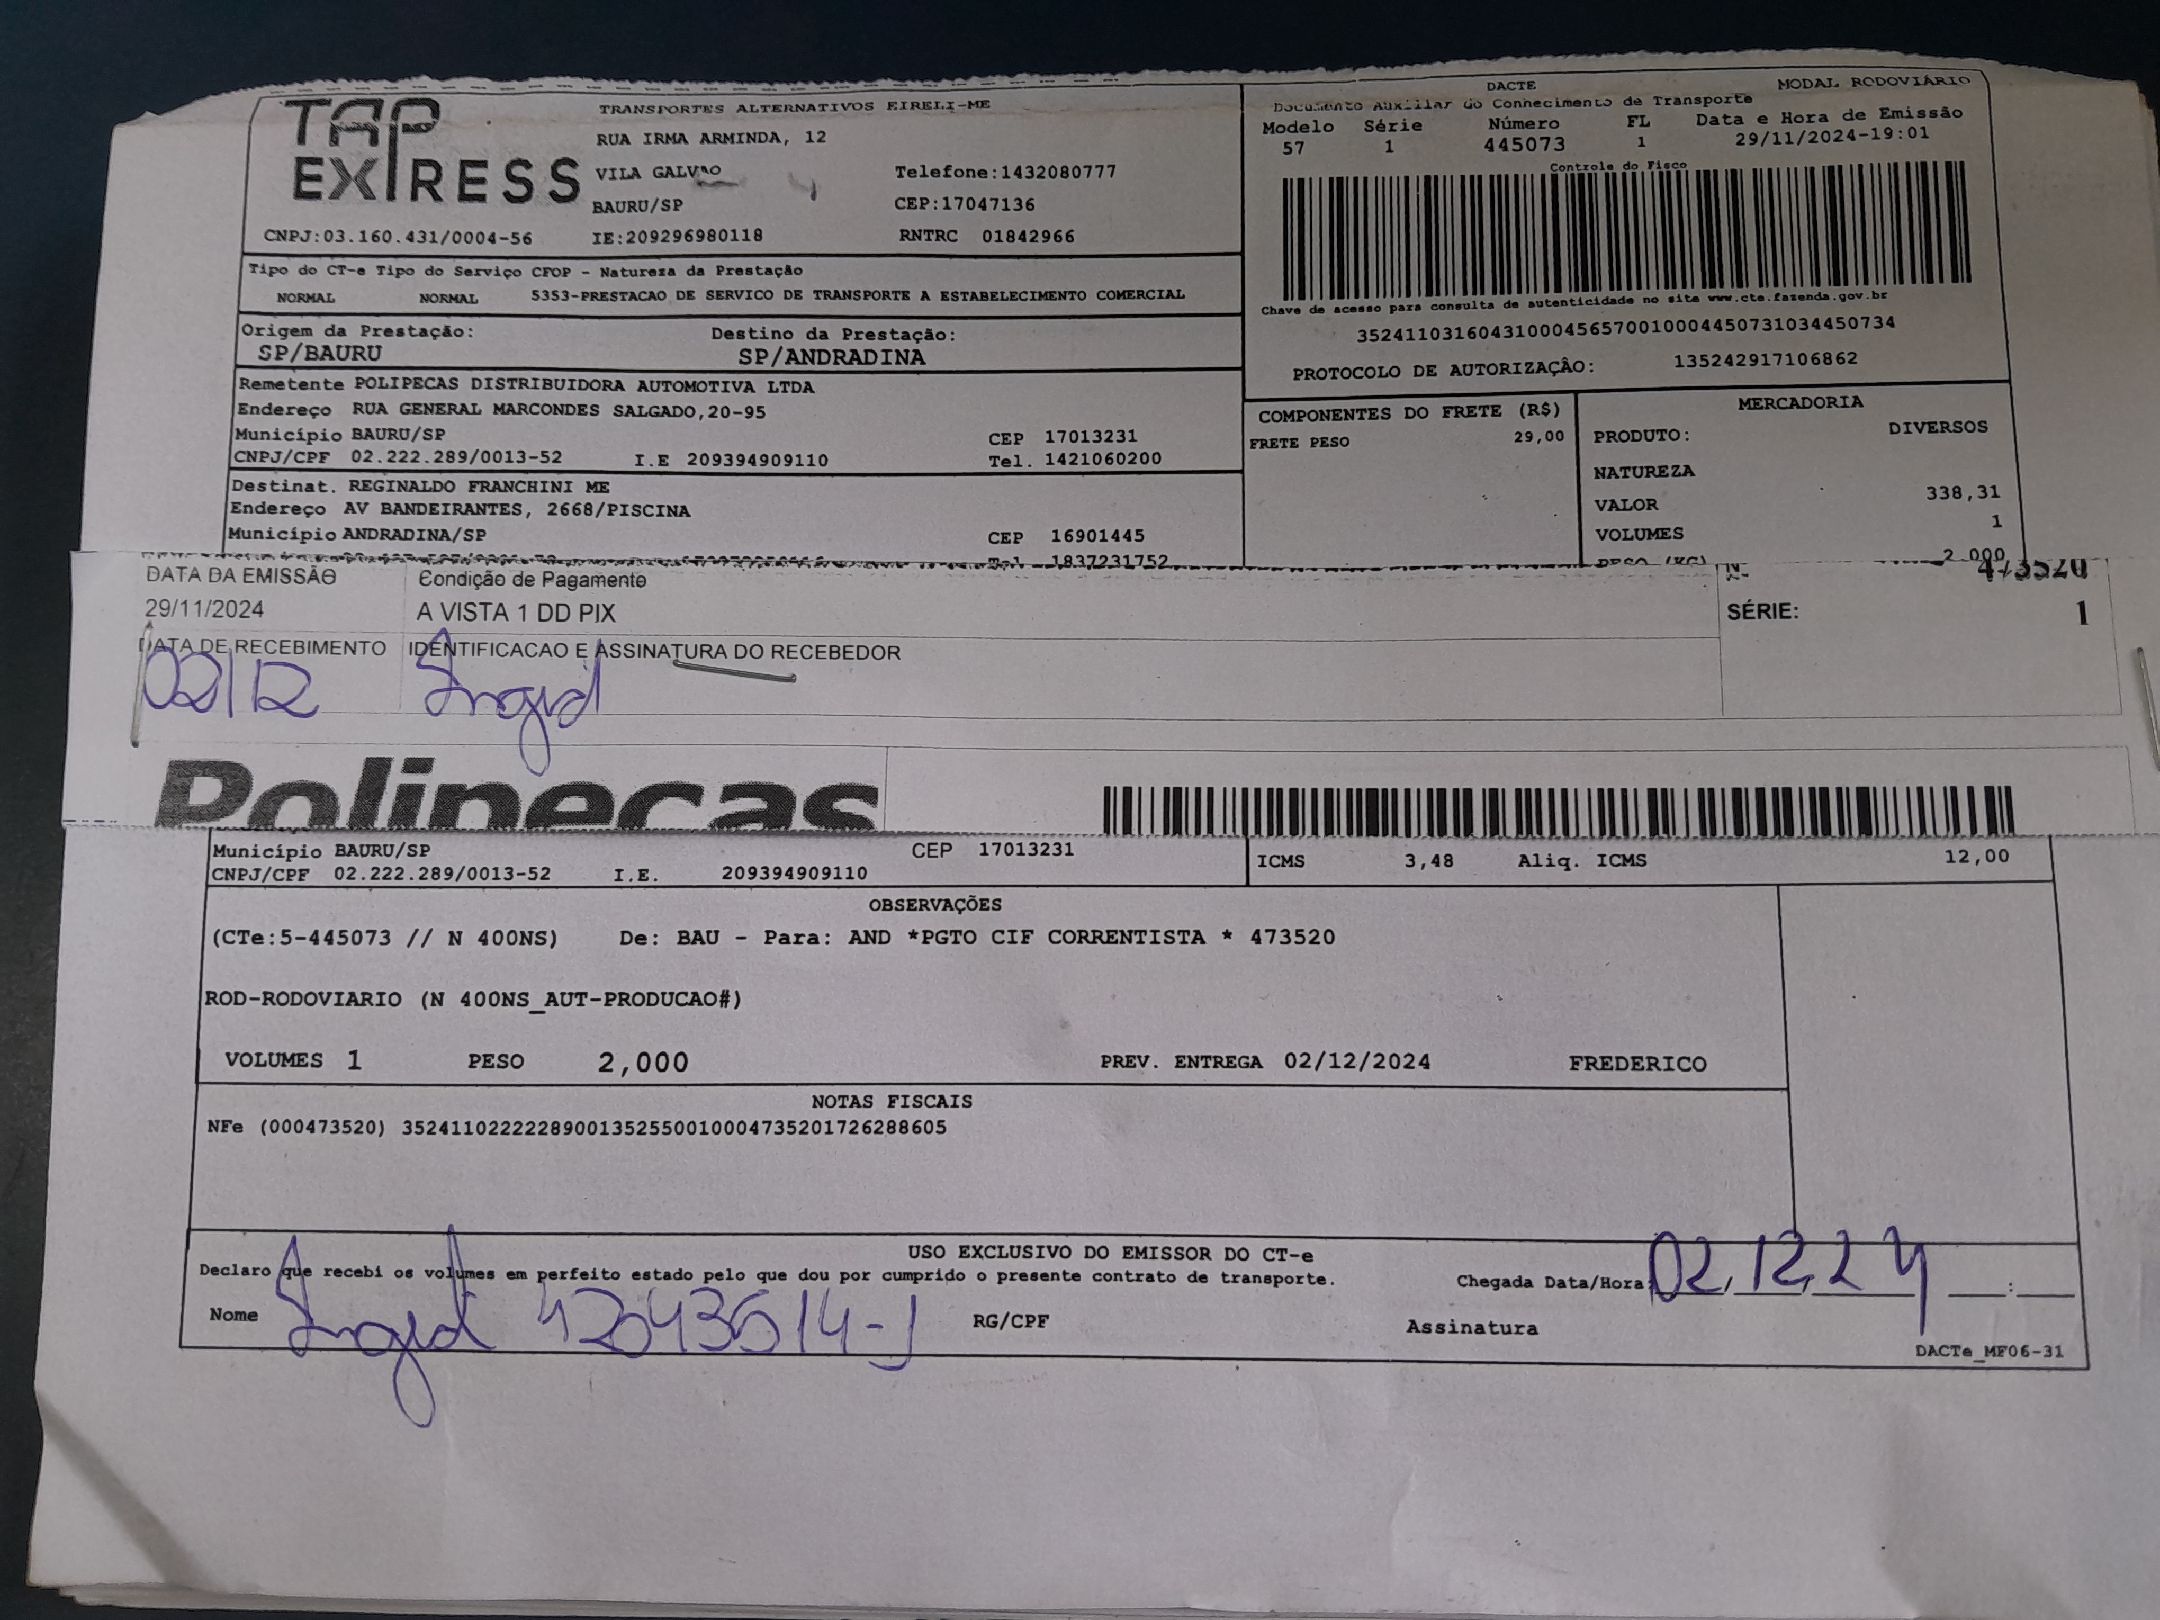 TAP EXPRESS
TRANSPORTES ALTERNATIVOS EIRELI-ME
RUA IRMA ARMINDA, 12
VILA GALVAO Telefone:1432080777
BAURU/SP CEP:17047136
CNPJ:03.160.431/0004-56 IE:209296980118 RNTRC 01842966
DACTE MODAL RODOVIÁRIO
Documento Auxiliar do Conhecimento de Transporte
Modelo Série Número FL Data e Hora de Emissão
57 1 445073 1 29/11/2024-19:01
Controle do Fisco
Chave de acesso para consulta de autenticidade no site www.cte.fazenda.gov.br
35241103160431000456570010004450731034450734
PROTOCOLO DE AUTORIZAÇÂO: 135242917106862
Tipo do CT-e Tipo do Serviço CFOP - Natureza da Prestação
NORMAL NORMAL 5353-PRESTACAO DE SERVICO DE TRANSPORTE A ESTABELECIMENTO COMERCIAL
Origem da Prestação: Destino da Prestação:
SP/BAURU SP/ANDRADINA
Remetente POLIPECAS DISTRIBUIDORA AUTOMOTIVA LTDA
Endereço RUA GENERAL MARCONDES SALGADO,20-95
Município BAURU/SP CEP 17013231
CNPJ/CPF 02.222.289/0013-52 I.E 209394909110 Tel. 1421060200
Destinat. REGINALDO FRANCHINI ME
Endereço AV BANDEIRANTES, 2668/PISCINA
Município ANDRADINA/SP CEP 16901445
Tel 1837231752
COMPONENTES DO FRETE (R$)
FRETE PESO 29,00
MERCADORIA
PRODUTO: DIVERSOS
NATUREZA
VALOR 338,31
VOLUMES 1
PESO (KG) 2,000
DATA DA EMISSÃO Condição de Pagamento Nº 473520
29/11/2024 A VISTA 1 DD PIX SÉRIE: 1
DATA DE RECEBIMENTO IDENTIFICACAO E ASSINATURA DO RECEBEDOR
02/12 Ingrid
Polipecas
Município BAURU/SP CEP 17013231
CNPJ/CPF 02.222.289/0013-52 I.E. 209394909110
ICMS 3,48 Aliq. ICMS 12,00
OBSERVAÇÕES
(CTe:5-445073 // N 400NS) De: BAU - Para: AND *PGTO CIF CORRENTISTA * 473520
ROD-RODOVIARIO (N 400NS_AUT-PRODUCAO#)
VOLUMES 1 PESO 2,000 PREV. ENTREGA 02/12/2024 FREDERICO
NOTAS FISCAIS
NFe (000473520) 35241102222289001352550010004735201726288605
USO EXCLUSIVO DO EMISSOR DO CT-e
Declaro que recebi os volumes em perfeito estado pelo que dou por cumprido o presente contrato de transporte.
Chegada Data/Hora: 02/12/24 :
Nome Ingrid RG/CPF Assinatura
DACTe_MF06-31